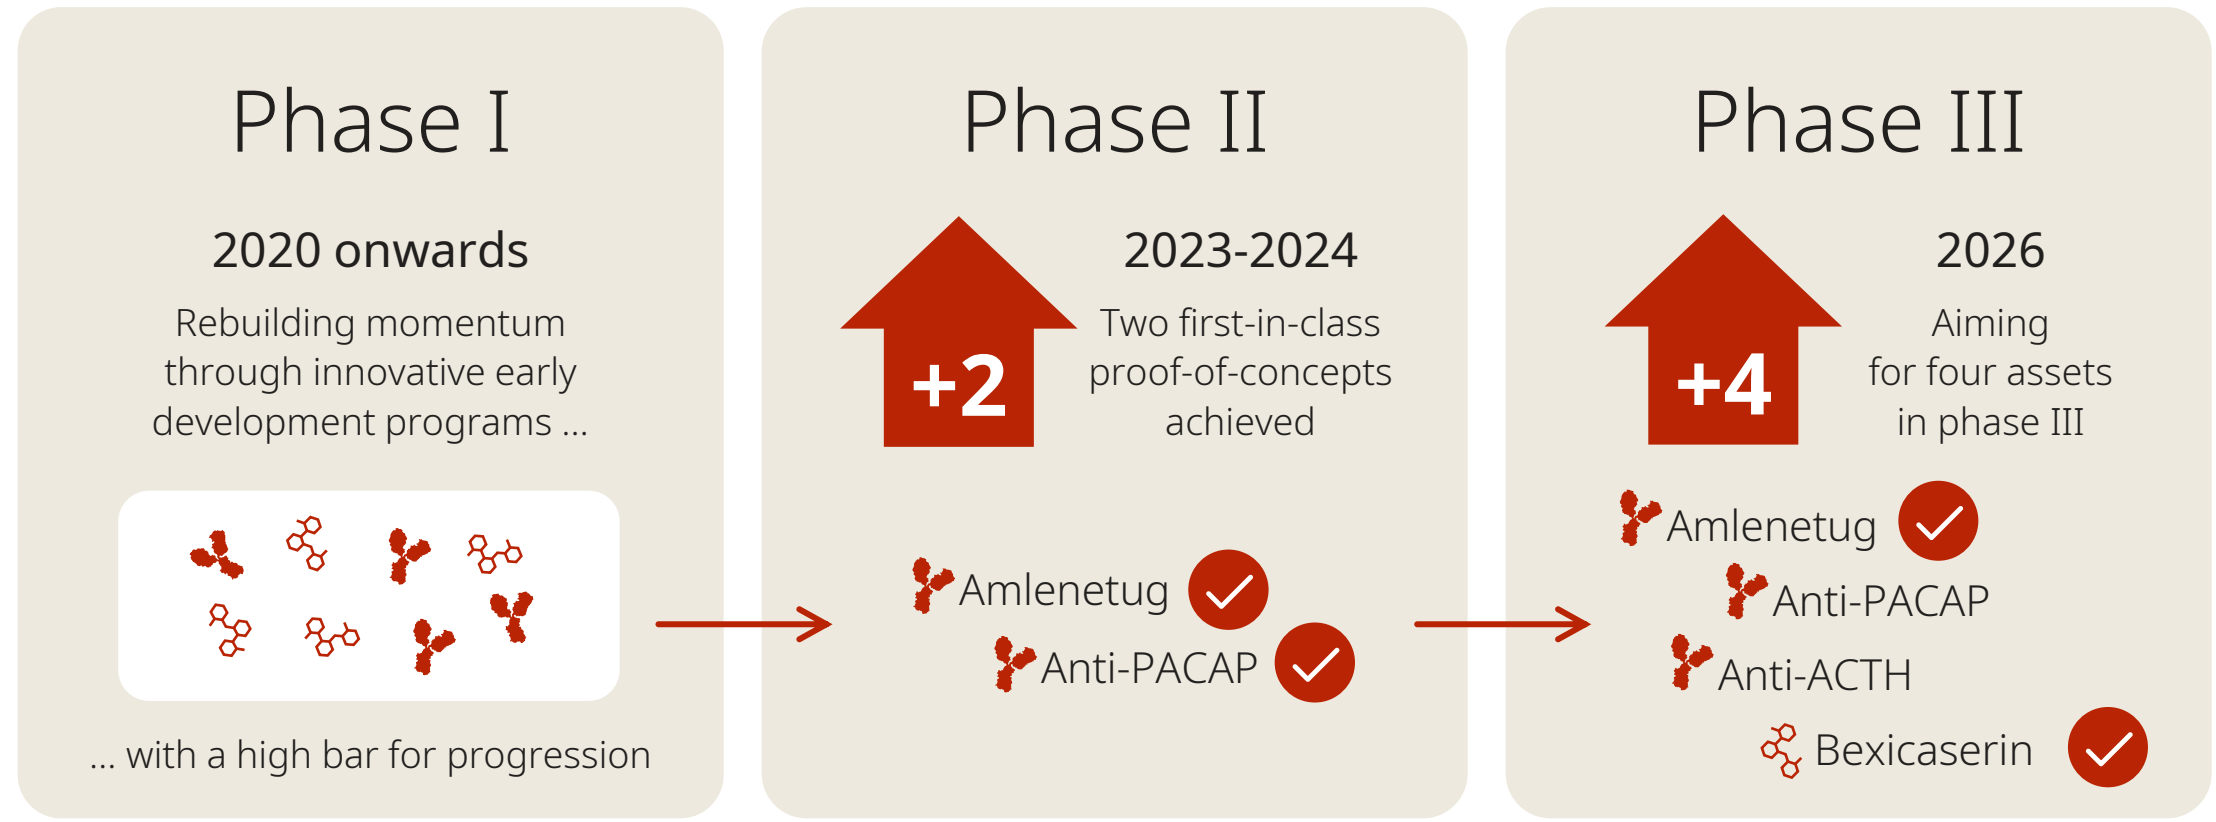 Phase I
2020 onwards
Rebuilding momentum
through innovative early
development programs ...
... with a high bar for progression
Phase II
+2
2023-2024
Two first-in-class
proof-of-concepts
achieved
Amlenetug
Anti-PACAP
Phase III
+4
2026
Aiming
for four assets
in phase III
Amlenetug
Anti-PACAP
Anti-ACTH
Bexicaserin